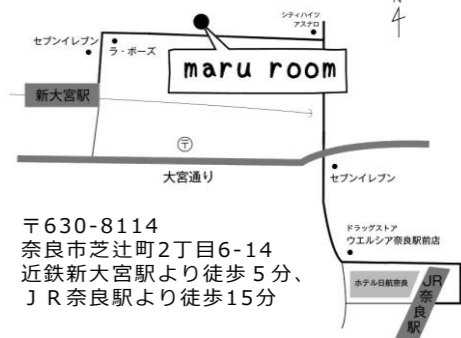 シティハイツ
アスナロ
N
セブンイレブン
ラ・ポーズ
maru room
新大宮駅
〒
大宮通り
セブンイレブン
ドラッグストア
ウエルシア奈良駅前店
〒630-8114
奈良市芝辻町2丁目6-14
近鉄新大宮駅より徒歩５分、
ＪＲ奈良駅より徒歩15分
ホテル日航奈良
JR奈良駅